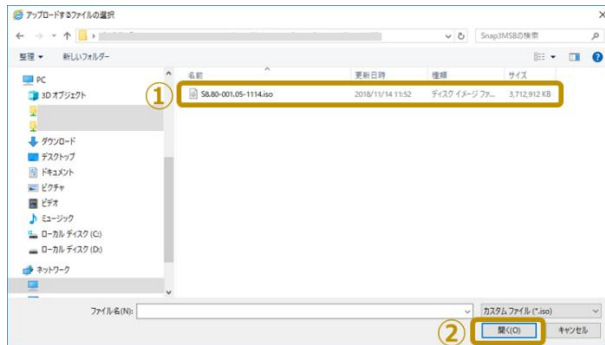 アップロードするファイルの選択
Snap3MSBの検索
整理 ▼ 新しいフォルダー
名前 更新日時 種類 サイズ
PC
3D オブジェクト
① S8.80-001.05-1114.iso 2018/11/14 11:52 ディスク イメージ ファ... 3,712,912 KB
ダウンロード
デスクトップ
ドキュメント
ピクチャ
ビデオ
ミュージック
ローカル ディスク (C:)
ローカル ディスク (D:)
ネットワーク
ファイル名(N): カスタム ファイル (*.iso)
② 開く(O) キャンセル